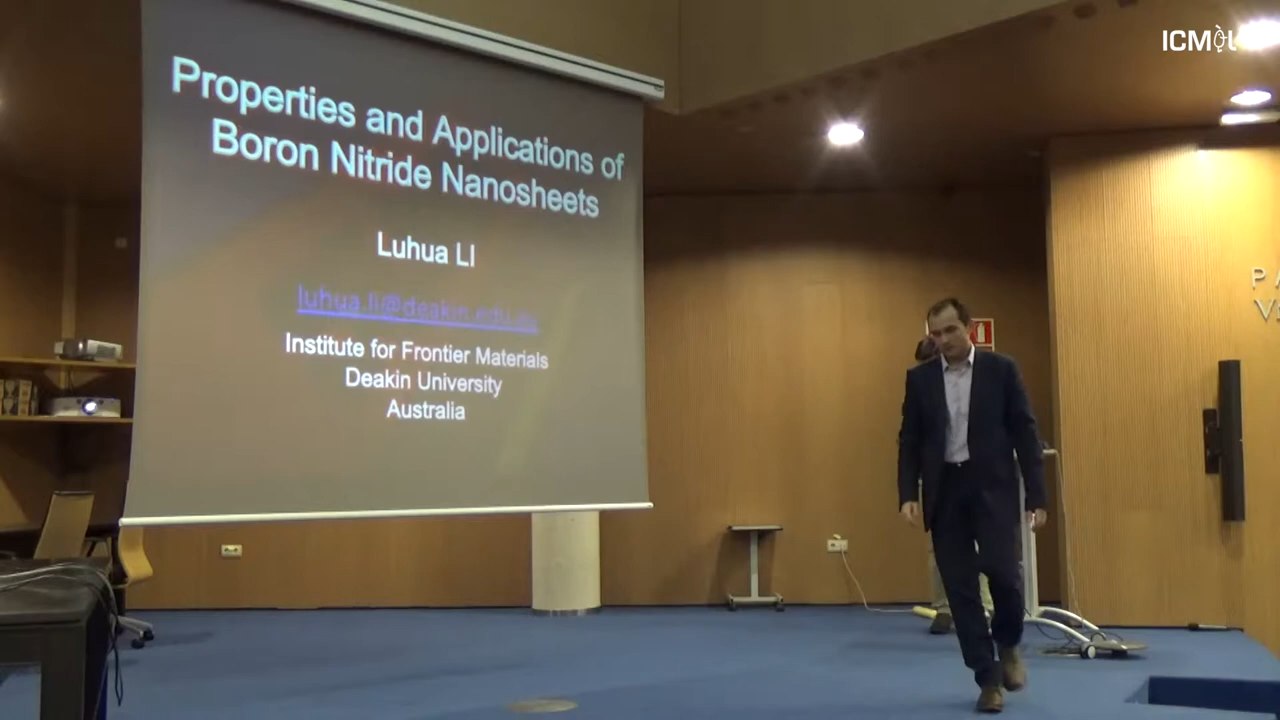 Properties and Applications of
Boron Nitride Nanosheets
Luhua LI
luhua.li@deakin.edu.au
Institute for Frontier Materials
Deakin University
Australia